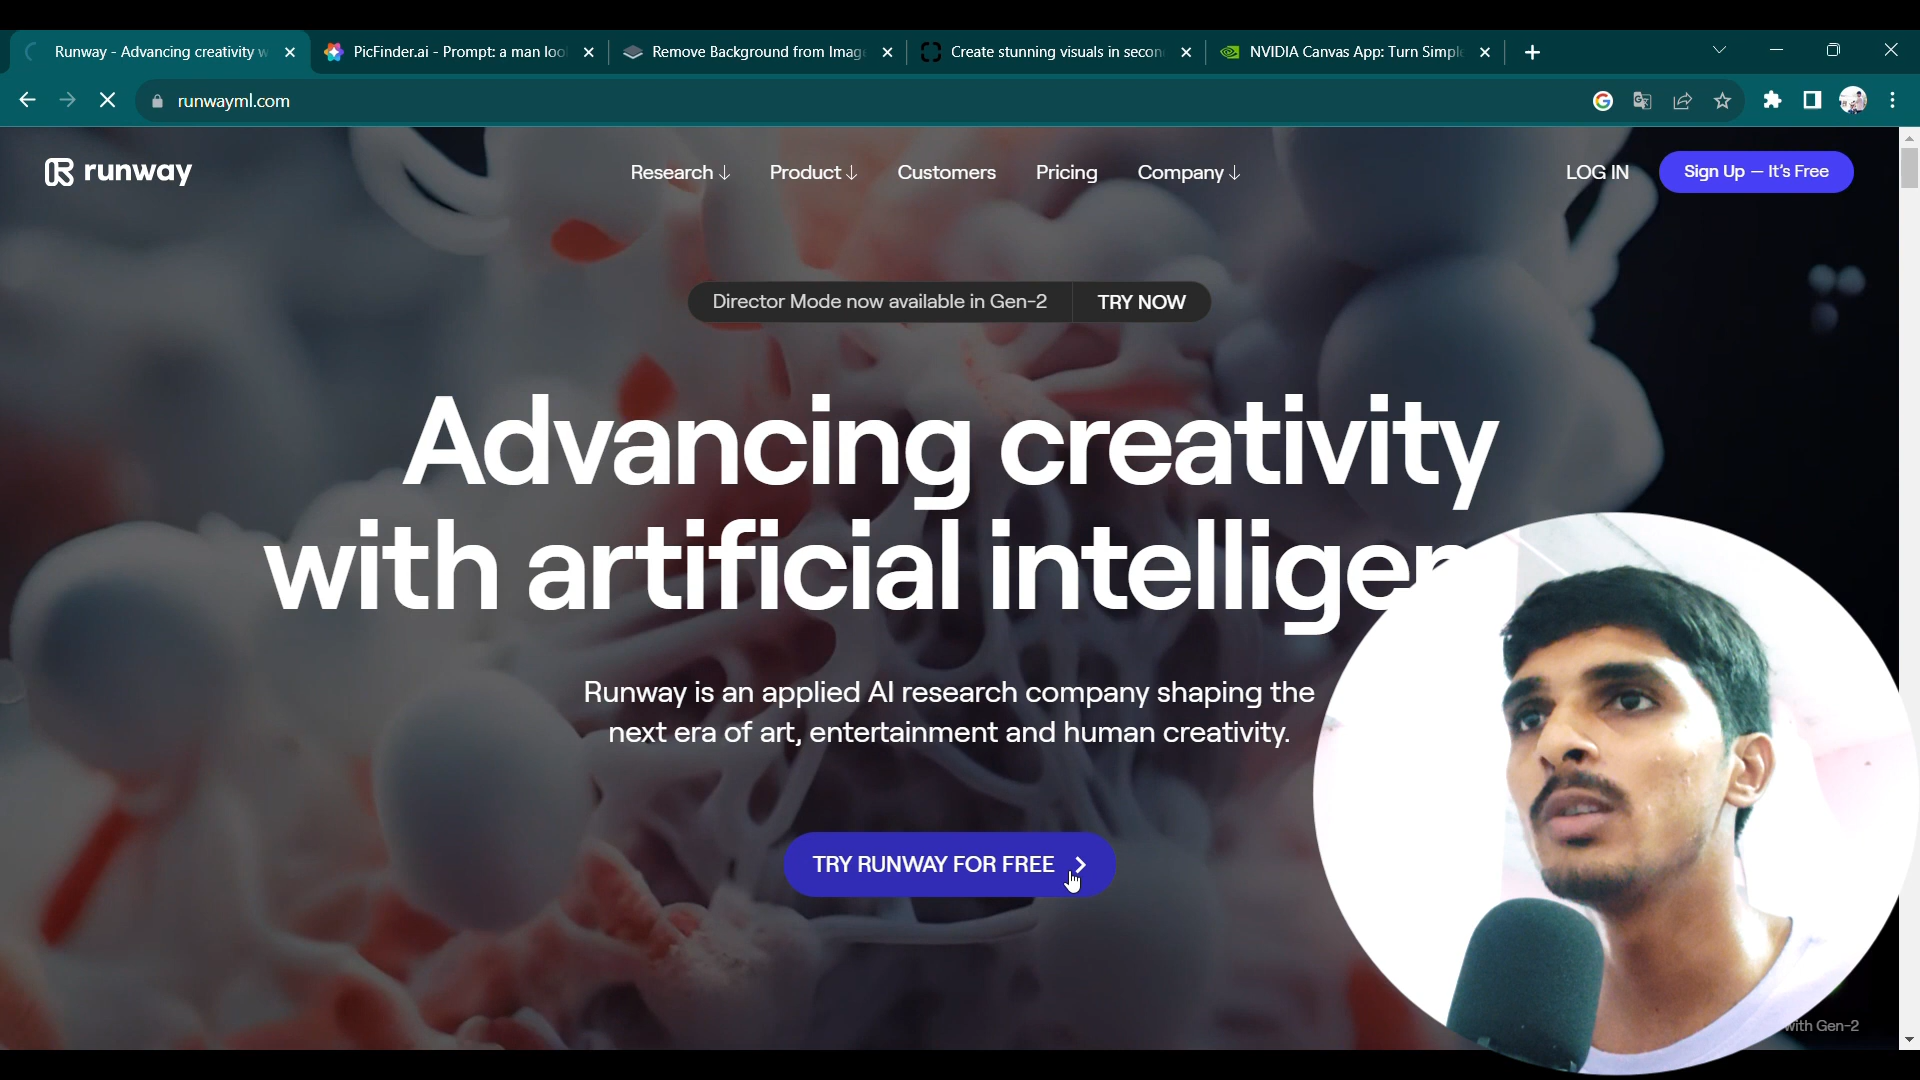 Runway - Advancing creativity w
PicFinder.ai - Prompt: a man loo
Remove Background from Image
Create stunning visuals in secon
NVIDIA Canvas App: Turn Simple
runwayml.com
runway
Research ↓
Product ↓
Customers
Pricing
Company ↓
LOG IN
Sign Up — It's Free
Director Mode now available in Gen-2
TRY NOW
Advancing creativity
with artificial intelligen
Runway is an applied AI research company shaping the
next era of art, entertainment and human creativity.
TRY RUNWAY FOR FREE
with Gen-2